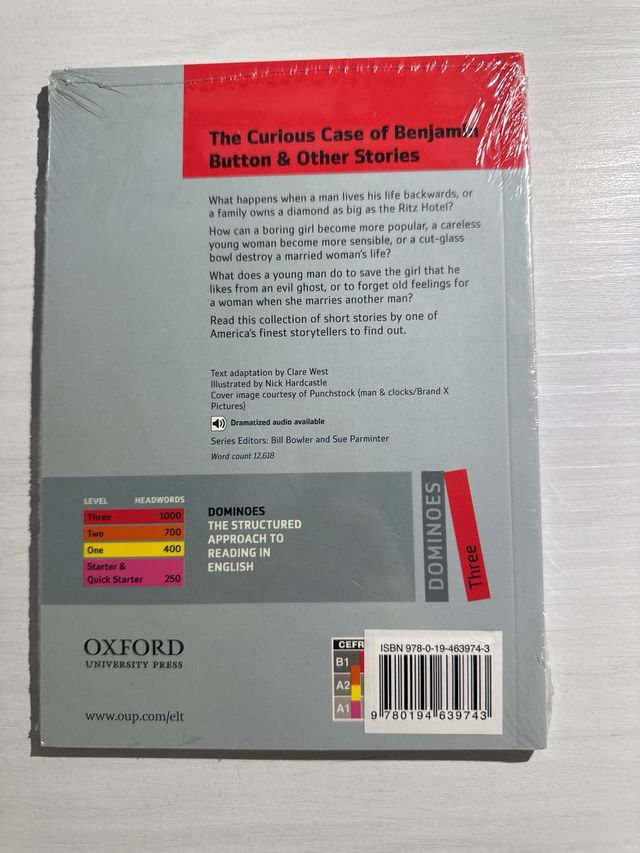 The Curious Case of Benjamin
Button & Other Stories
What happens when a man lives his life backwards, or
a family owns a diamond as big as the Ritz Hotel?
How can a boring girl become more popular, a careless
young woman become more sensible, or a cut-glass
bowl destroy a married woman's life?
What does a young man do to save the girl that he
likes from an evil ghost, or to forget old feelings for
a woman when she marries another man?
Read this collection of short stories by one of
America's finest storytellers to find out.
Text adaptation by Clare West
Illustrated by Nick Hardcastle
Cover image courtesy of Punchstock (man & clocks/Brand X
Pictures)
Dramatized audio available
Series Editors: Bill Bowler and Sue Parminter
Word count 12,618
LEVEL HEADWORDS
Three 1000
Two 700
One 400
Starter &
Quick Starter 250
DOMINOES
THE STRUCTURED
APPROACH TO
READING IN
ENGLISH
DOMINOES
Three
OXFORD
UNIVERSITY PRESS
www.oup.com/elt
CEFR
B1
A2
A1
ISBN 978-0-19-463974-3
9 780194 639743